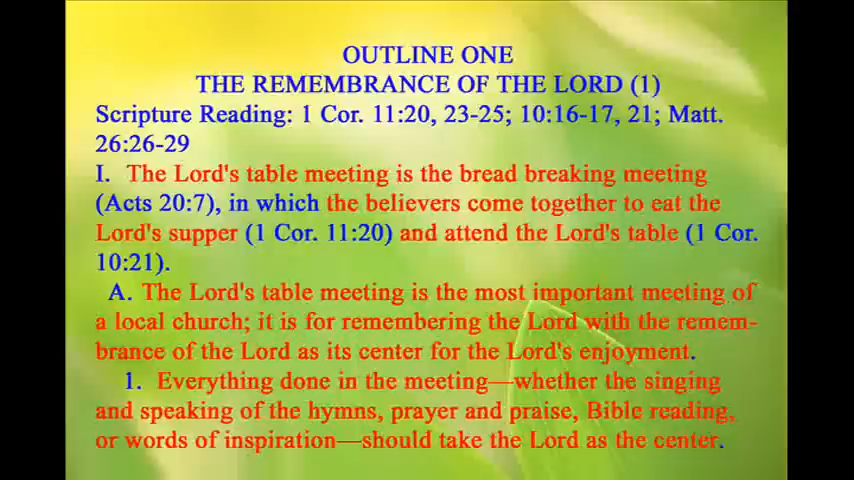 OUTLINE ONE
THE REMEMBRANCE OF THE LORD (1)
Scripture Reading: 1 Cor. 11:20, 23-25; 10:16-17, 21; Matt.
26:26-29
I. The Lord's table meeting is the bread breaking meeting
(Acts 20:7), in which the believers come together to eat the
Lord's supper (1 Cor. 11:20) and attend the Lord's table (1 Cor.
10:21).
A. The Lord's table meeting is the most important meeting of
a local church; it is for remembering the Lord with the remem-
brance of the Lord as its center for the Lord's enjoyment.
1. Everything done in the meeting—whether the singing
and speaking of the hymns, prayer and praise, Bible reading,
or words of inspiration—should take the Lord as the center.